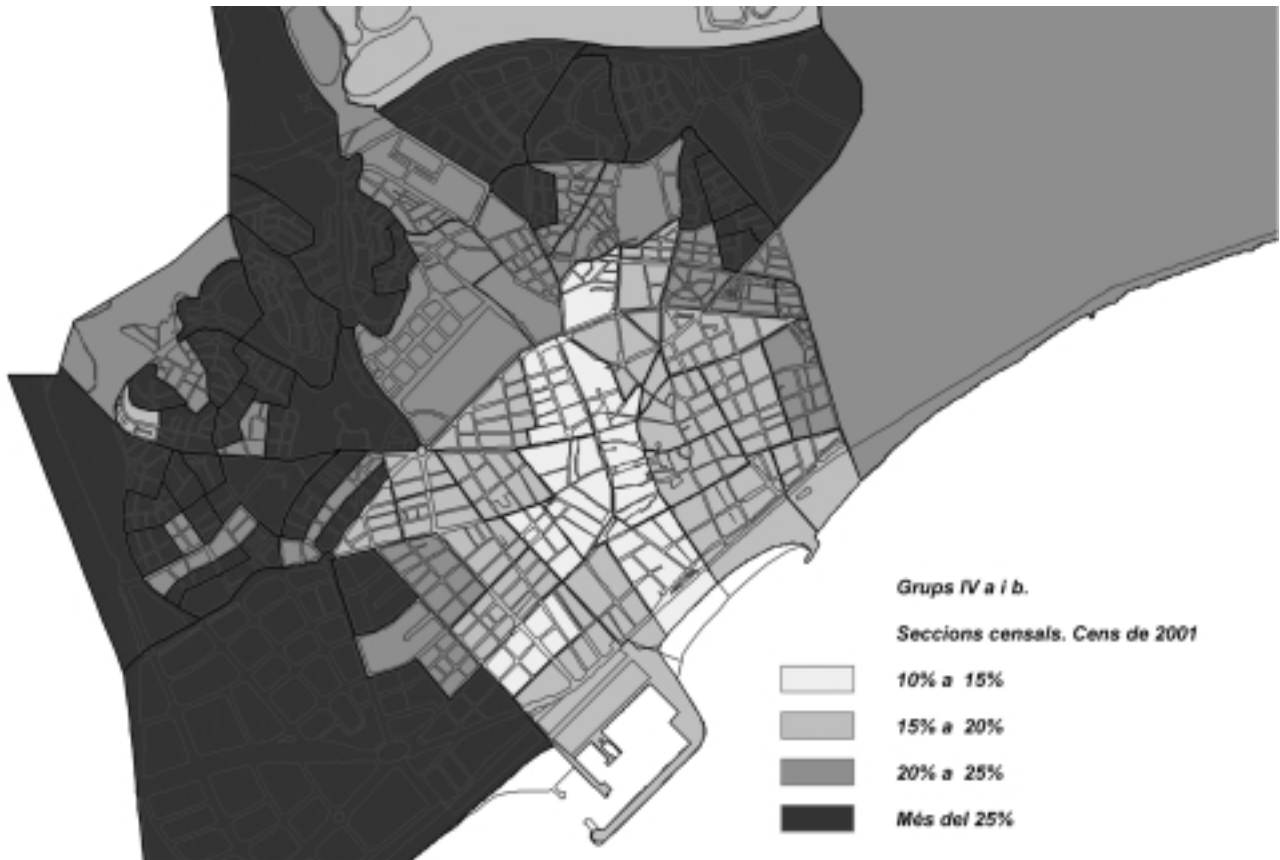 Grups IV a i b.
Seccions censals. Cens de 2001
10% a 15%
15% a 20%
20% a 25%
Més del 25%